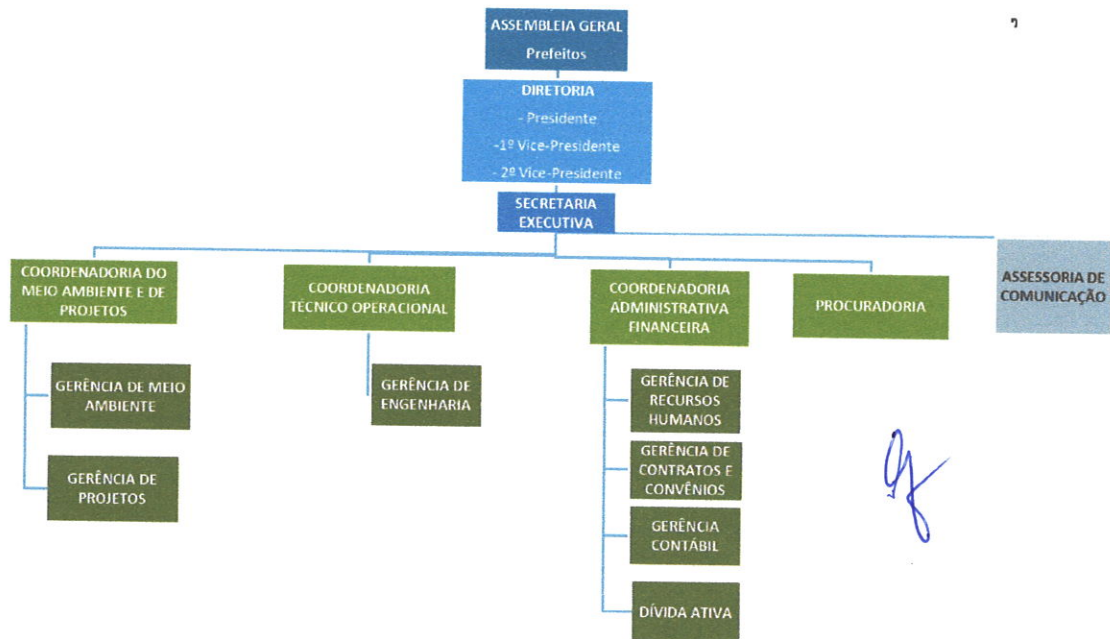 ASSEMBLEIA GERAL
Prefeitos
DIRETORIA
- Presidente
-1º Vice-Presidente
- 2º Vice-Presidente
SECRETARIA
EXECUTIVA
COORDENADORIA DO
MEIO AMBIENTE E DE
PROJETOS
COORDENADORIA
TÉCNICO OPERACIONAL
COORDENADORIA
ADMINISTRATIVA
FINANCEIRA
PROCURADORIA
ASSESSORIA DE
COMUNICAÇÃO
GERÊNCIA DE MEIO
AMBIENTE
GERÊNCIA DE
PROJETOS
GERÊNCIA DE
ENGENHARIA
GERÊNCIA DE
RECURSOS
HUMANOS
GERÊNCIA DE
CONTRATOS E
CONVÊNIOS
GERÊNCIA
CONTÁBIL
DÍVIDA ATIVA